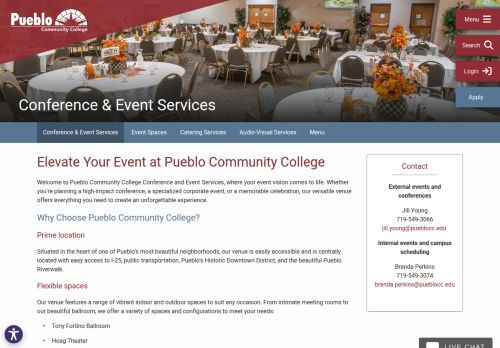 Pueblo
Community College
Menu
Search
Login
Apply
Conference & Event Services
Conference & Event Services
Event Spaces
Catering Services
Audio-Visual Services
Menu
Elevate Your Event at Pueblo Community College
Welcome to Pueblo Community College Conference and Event Services, where your event vision comes to life. Whether
you're planning a high-impact conference, a specialized corporate event, or a memorable celebration, our versatile venue
offers everything you need to create an unforgettable experience.
Why Choose Pueblo Community College?
Prime location
Situated in the heart of one of Pueblo's most beautiful neighborhoods, our venue is easily accessible and is centrally
located with easy access to I-25, public transportation, Pueblo's Historic Downtown District, and the beautiful Pueblo
Riverwalk.
Flexible spaces
Our venue features a range of vibrant indoor and outdoor spaces to suit any occasion. From intimate meeting rooms to
our beautiful ballroom, we offer a variety of spaces and configurations to meet your needs:
• Tony Fortino Ballroom
• Hoag Theater
Contact
External events and
conferences
Jill Young
719-549-3066
jill.young@pueblocc.edu
Internal events and campus
scheduling
Brenda Perkins
719-549-3074
brenda.perkins@pueblocc.edu
LIVE CHAT